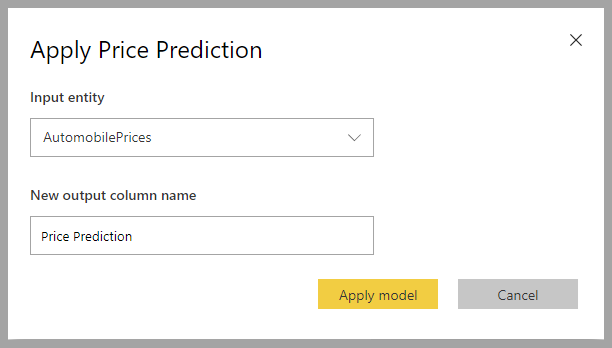 Apply Price Prediction
Input entity
AutomobilePrices
New output column name
Price Prediction
Apply model
Cancel